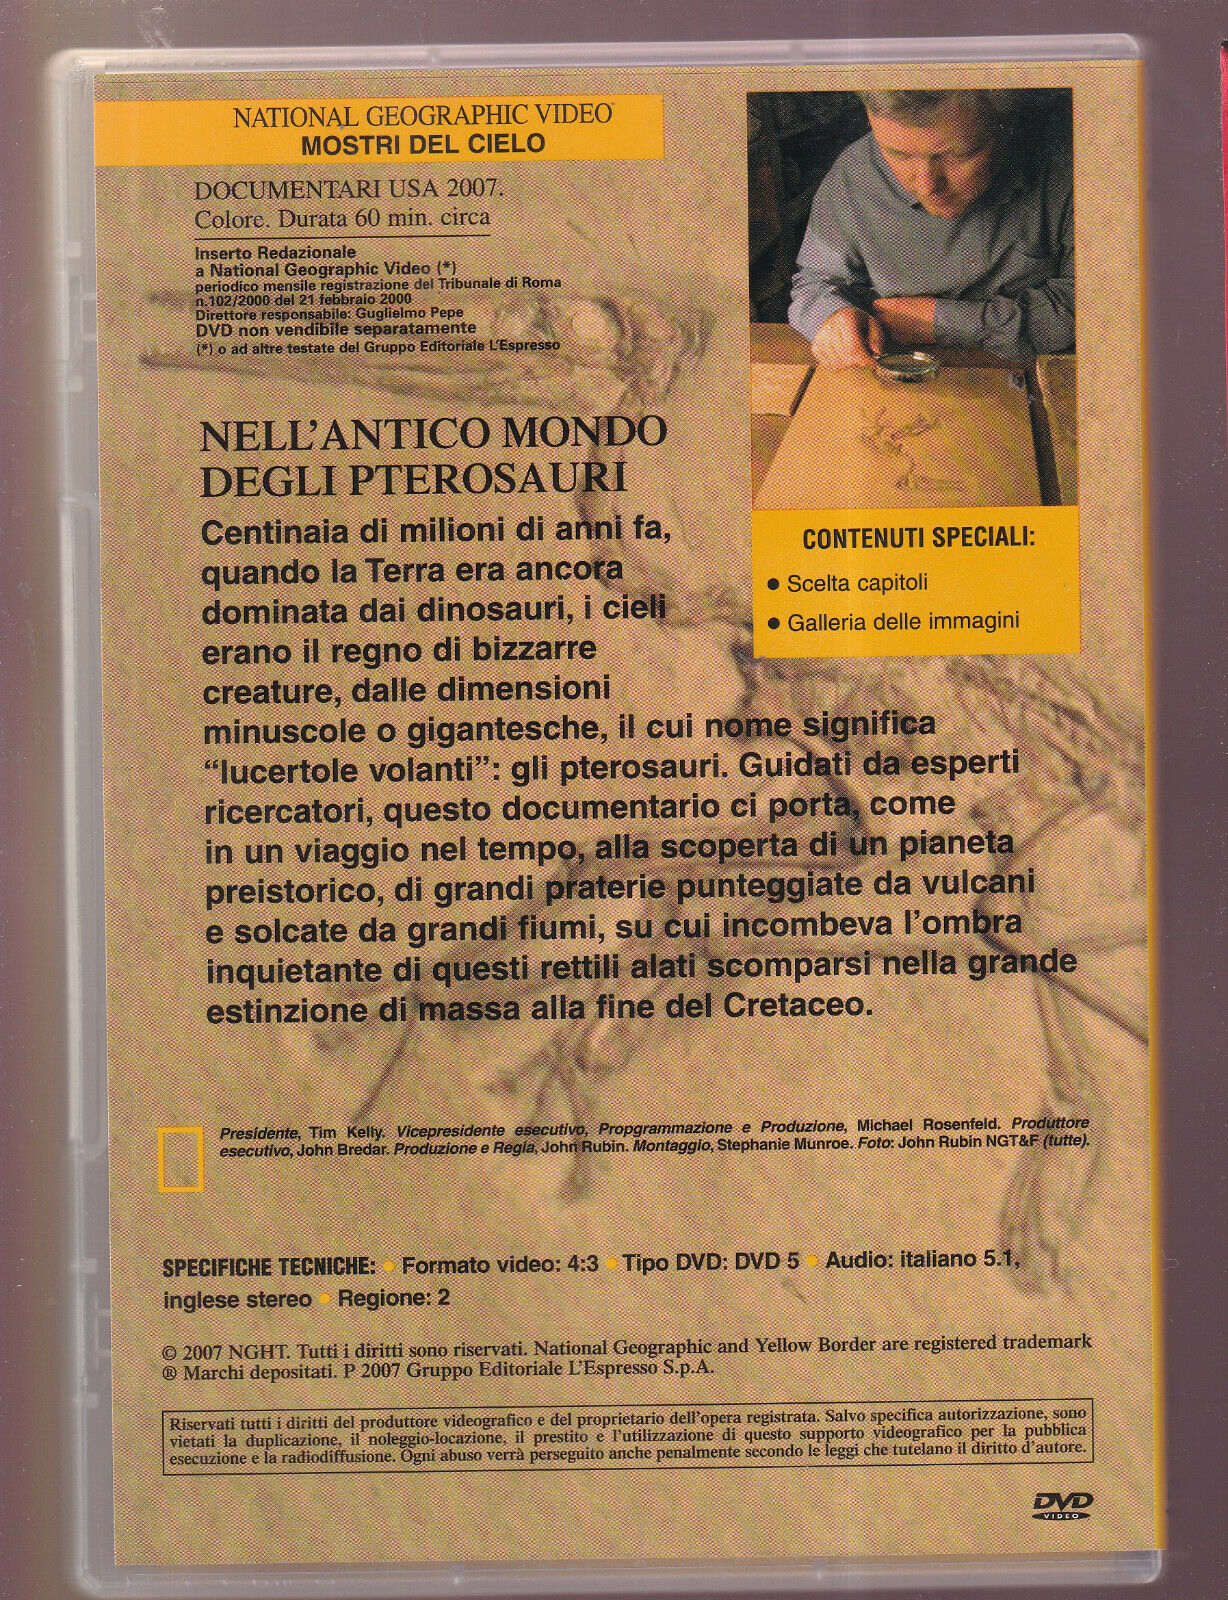 NATIONAL GEOGRAPHIC VIDEO
MOSTRI DEL CIELO
DOCUMENTARI USA 2007.
Colore. Durata 60 min. circa
Inserto Redazionale
a National Geographic Video (*)
periodico mensile registrazione del Tribunale di Roma
n.102/2000 del 21 febbraio 2000
Direttore responsabile: Guglielmo Pepe
DVD non vendibile separatamente
(*) o ad altre testate del Gruppo Editoriale L'Espresso
NELL'ANTICO MONDO
DEGLI PTEROSAURI
Centinaia di milioni di anni fa,
quando la Terra era ancora
dominata dai dinosauri, i cieli
erano il regno di bizzarre
creature, dalle dimensioni
minuscole o gigantesche, il cui nome significa
“lucertole volanti”: gli pterosauri. Guidati da esperti
ricercatori, questo documentario ci porta, come
in un viaggio nel tempo, alla scoperta di un pianeta
preistorico, di grandi praterie punteggiate da vulcani
e solcate da grandi fiumi, su cui incombeva l'ombra
inquietante di questi rettili alati scomparsi nella grande
estinzione di massa alla fine del Cretaceo.
CONTENUTI SPECIALI:
● Scelta capitoli
● Galleria delle immagini
Presidente, Tim Kelly. Vicepresidente esecutivo, Propgrammazione e Produzione, Michael Rosenfeld. Produttore
esecutivo, John Bredar. Produzione e Regia, John Rubin. Montaggio, Stephanie Munroe. Foto: John Rubin NGT&F (tutte).
SPECIFICHE TECNICHE: ● Formato video: 4:3 ● Tipo DVD: DVD 5 ● Audio: italiano 5.1,
inglese stereo ● Regione: 2
© 2007 NGHT. Tutti i diritti sono riservati. National Geographic and Yellow Border are registered trademark
® Marchi depositati. P 2007 Gruppo Editoriale L'Espresso S.p.A.
Riservati tutti i diritti del produttore videografico e del proprietario dell'opera registrata. Salvo specifica autorizzazione, sono
vietati la duplicazione, il noleggio-locazione, il prestito e l'utilizzazione di questo supporto videografico per la pubblica
esecuzione e la radiodiffusione. Ogni abuso verrà perseguito anche penalmente secondo le leggi che tutelano il diritto d'autore.
DVD
VIDEO